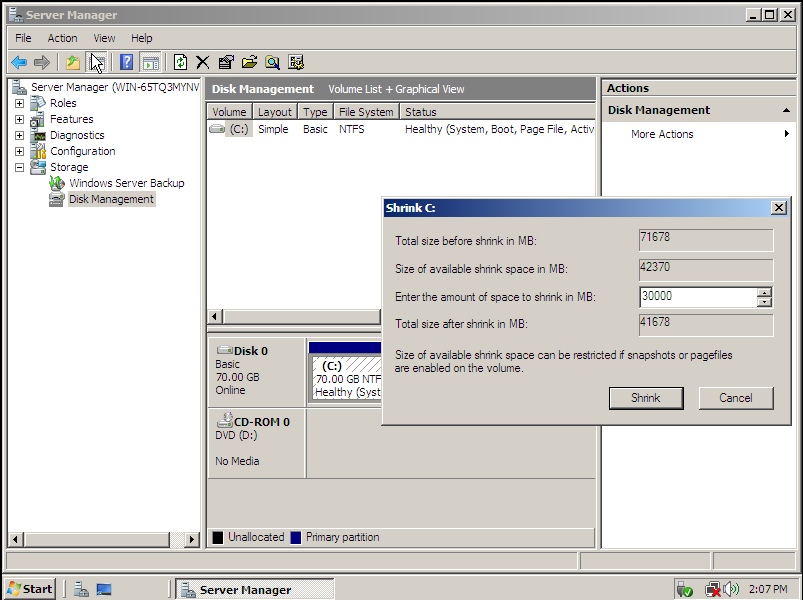 Server Manager
File Action View Help
Server Manager (WIN-65TQ3MYNV
Roles
Features
Diagnostics
Configuration
Storage
Windows Server Backup
Disk Management
Disk Management Volume List + Graphical View
Volume Layout Type File System Status
(C:) Simple Basic NTFS Healthy (System, Boot, Page File, Activ
Actions
Disk Management
More Actions
Shrink C:
Total size before shrink in MB: 71678
Size of available shrink space in MB: 42370
Enter the amount of space to shrink in MB: 30000
Total size after shrink in MB: 41678
Size of available shrink space can be restricted if snapshots or pagefiles
are enabled on the volume.
Shrink Cancel
Disk 0
Basic
70.00 GB
Online
(C:)
70.00 GB NTF
Healthy (Syst
CD-ROM 0
DVD (D:)
No Media
Unallocated Primary partition
Start Server Manager 2:07 PM